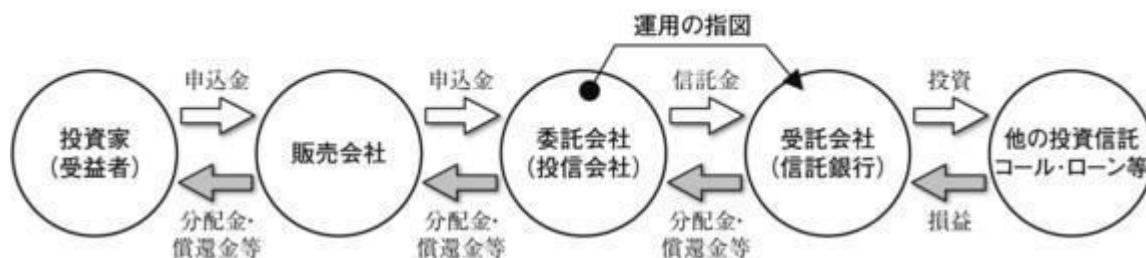 運用の指図
申込金
申込金
信託金
投資
投資家
(受益者)
販売会社
委託会社
(投信会社)
受託会社
(信託銀行)
他の投資信託
コール・ローン等
分配金・
償還金等
分配金・
償還金等
分配金・
償還金等
損益